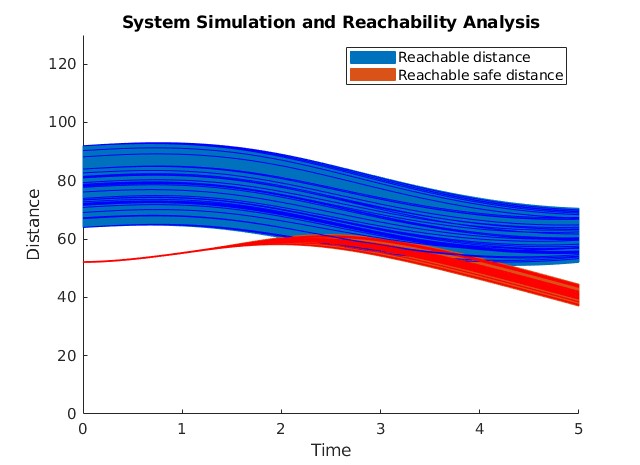 System Simulation and Reachability Analysis
Reachable distance
Reachable safe distance
120
100
80
60
40
20
0
Distance
0 1 2 3 4 5
Time